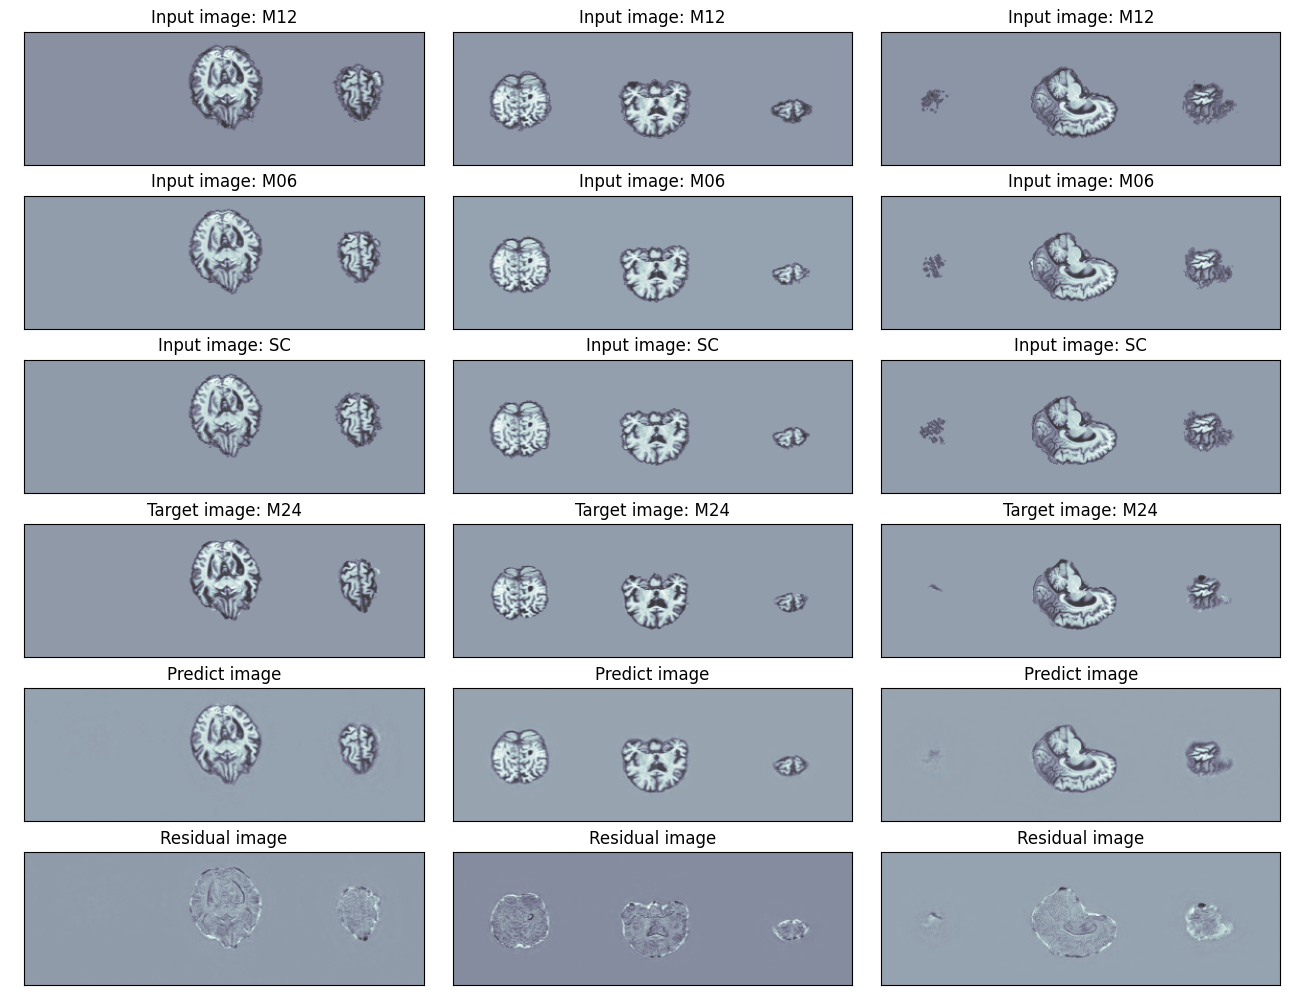 Input image: M12 Input image: M12 Input image: M12
Input image: M06 Input image: M06 Input image: M06
Input image: SC Input image: SC Input image: SC
Target image: M24 Target image: M24 Target image: M24
Predict image Predict image Predict image
Residual image Residual image Residual image